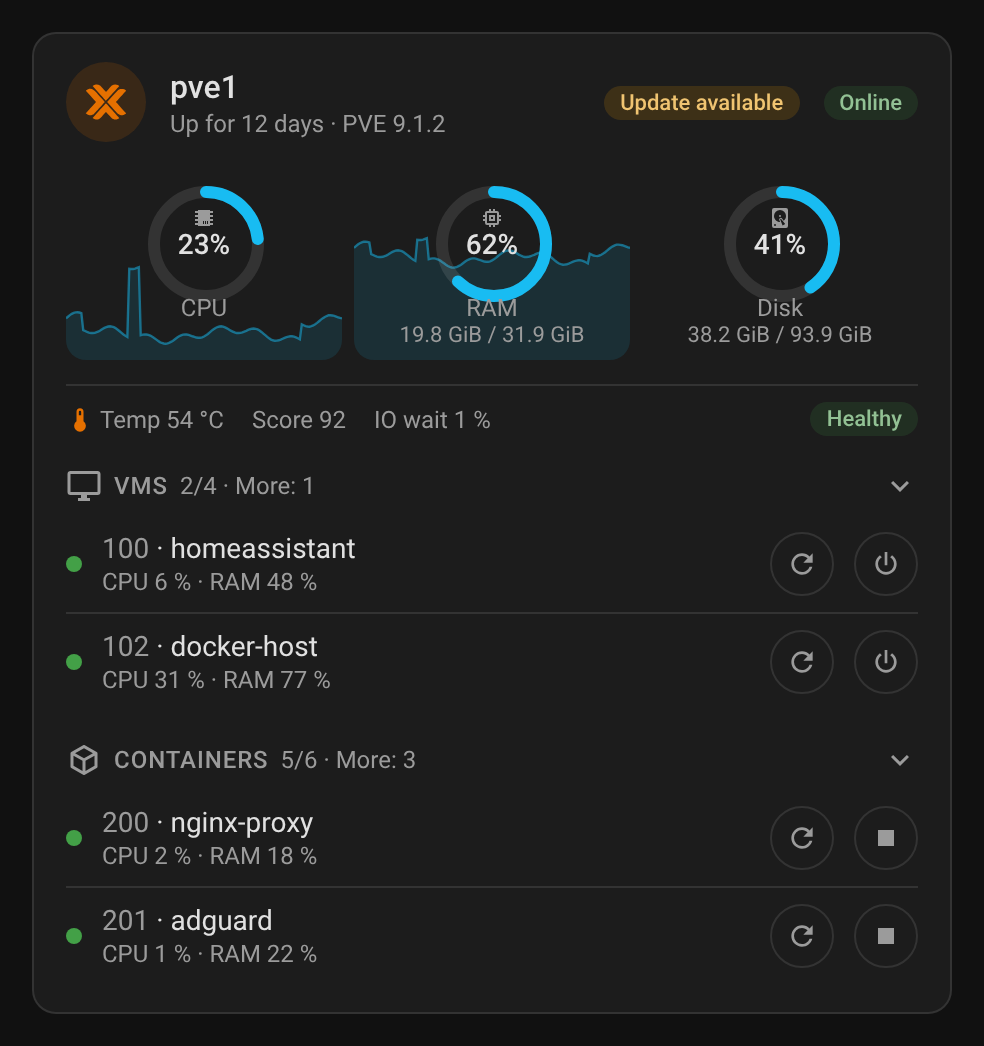 pve1
Up for 12 days · PVE 9.1.2
Update available
Online
23%
CPU
62%
RAM
19.8 GiB / 31.9 GiB
41%
Disk
38.2 GiB / 93.9 GiB
Temp 54 °C
Score 92
IO wait 1 %
Healthy
VMS 2/4 · More: 1
100 · homeassistant
CPU 6 % · RAM 48 %
102 · docker-host
CPU 31 % · RAM 77 %
CONTAINERS 5/6 · More: 3
200 · nginx-proxy
CPU 2 % · RAM 18 %
201 · adguard
CPU 1 % · RAM 22 %